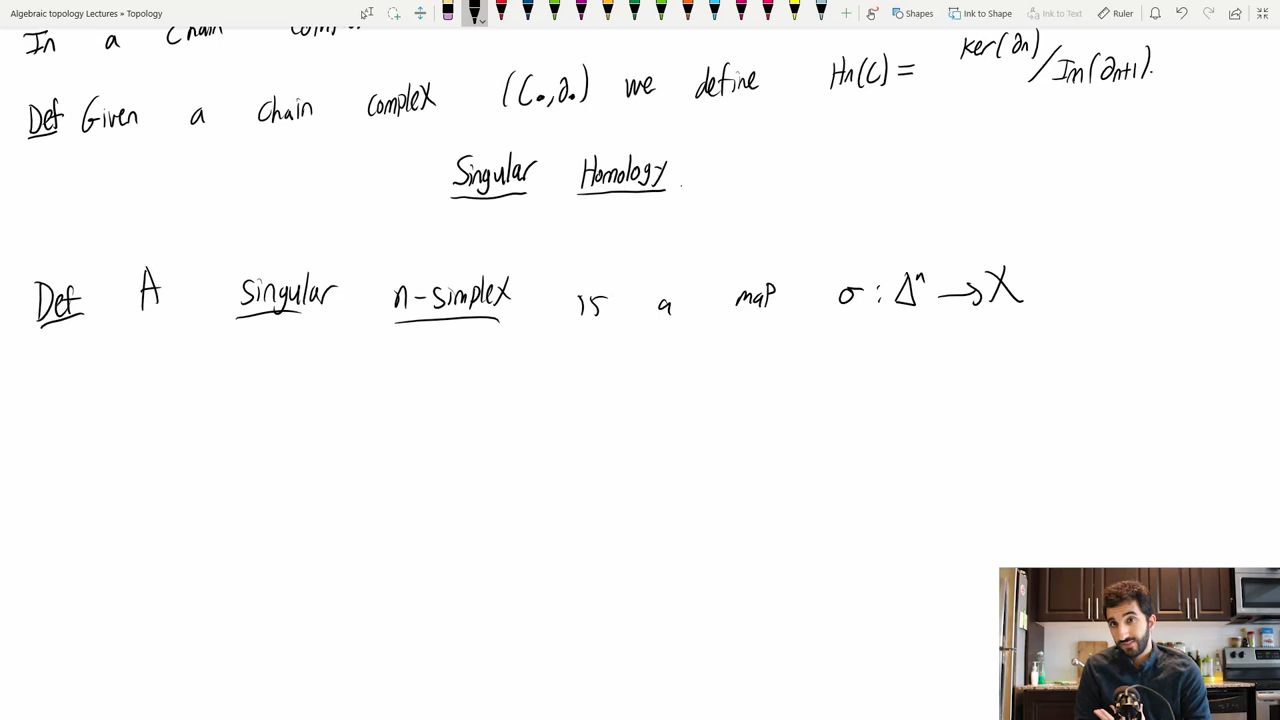 Algebraic topology Lectures » Topology
Shapes
Ink to Shape
Ink to Text
Ruler
In a Chain
Def Given a chain complex (C•,∂•) we define Hn(C) = ker(∂n)/Im(∂n+1).
Singular Homology
Def A singular n-simplex is a map σ : Δⁿ → X